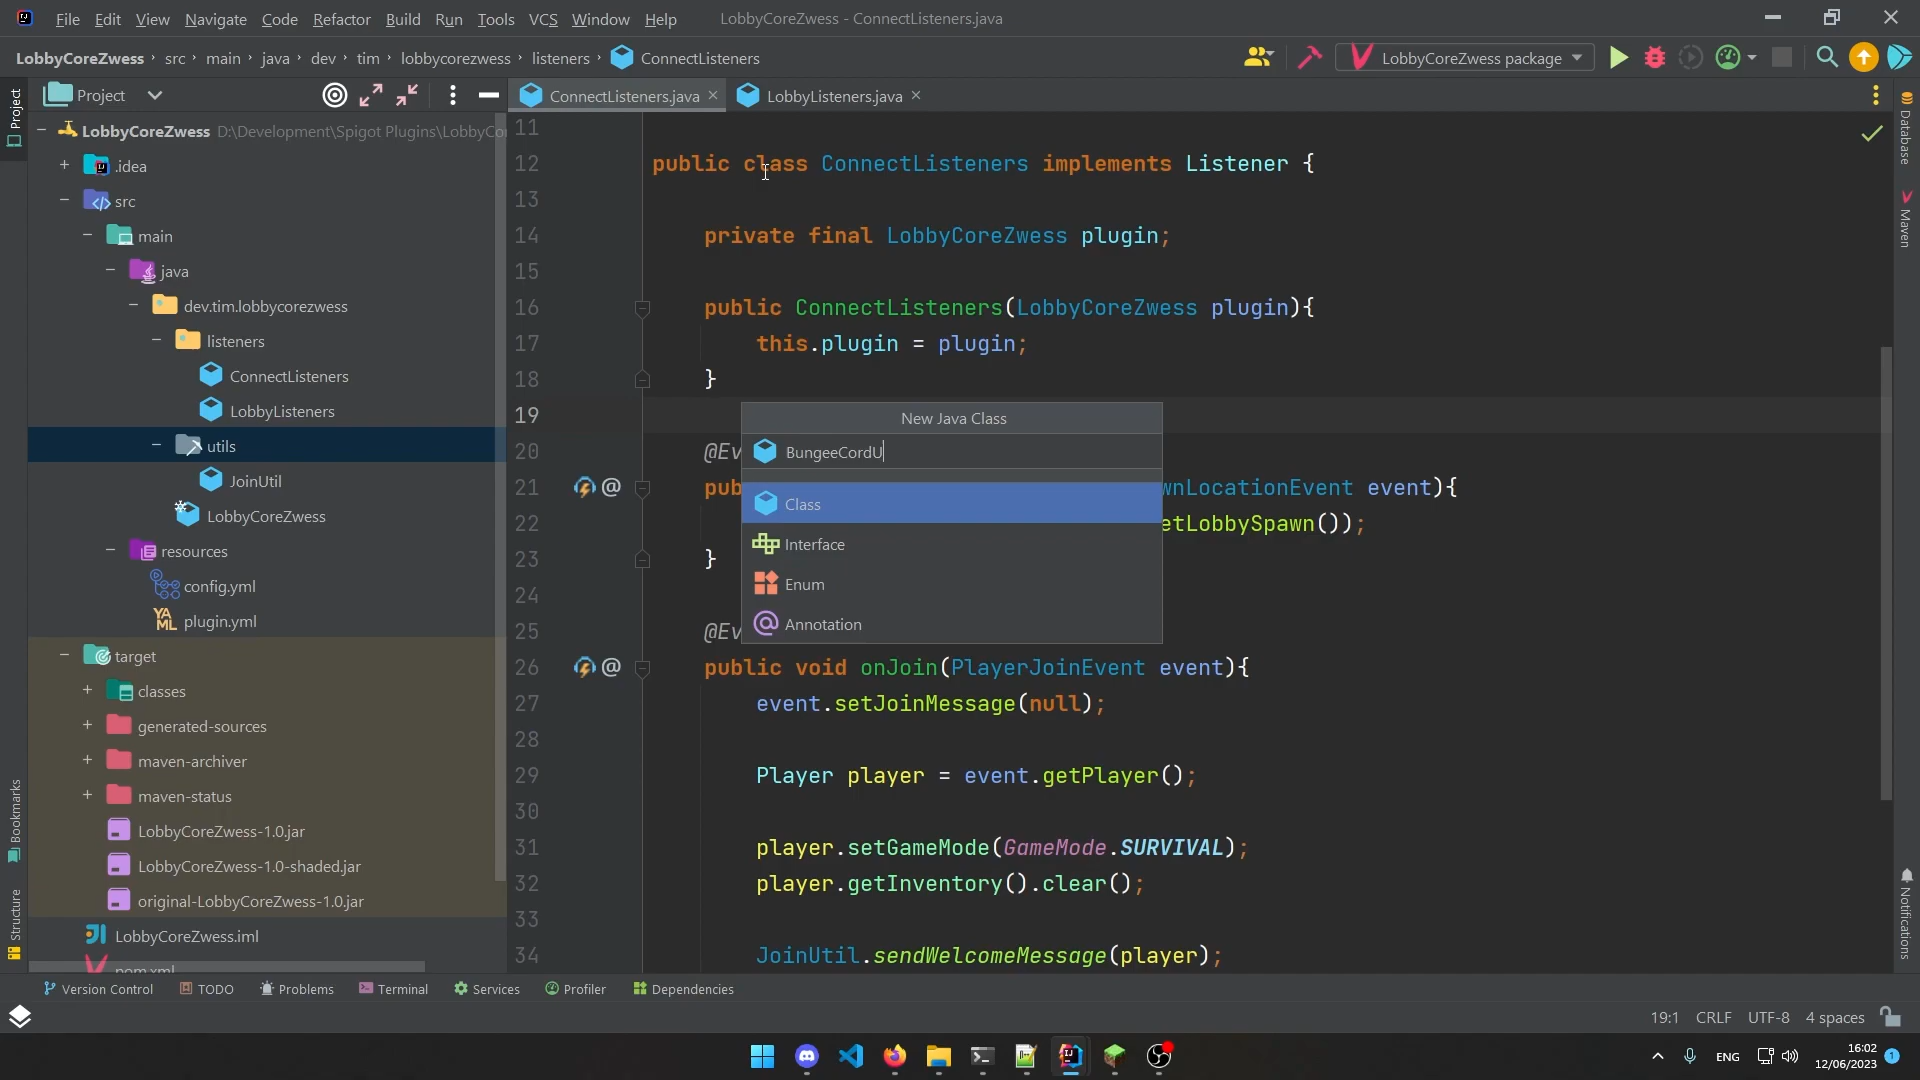 File Edit View Navigate Code Refactor Build Run Tools VCS Window Help LobbyCoreZwess - ConnectListeners.java
LobbyCoreZwess › src › main › java › dev › tim › lobbycorezwess › listeners › ConnectListeners
LobbyCoreZwess package
Project
ConnectListeners.java
LobbyListeners.java
Project
Bookmarks
Structure
LobbyCoreZwess D:\Development\Spigot Plugins\LobbyCo
.idea
src
main
java
dev.tim.lobbycorezwess
listeners
ConnectListeners
LobbyListeners
utils
JoinUtil
LobbyCoreZwess
resources
config.yml
YAML plugin.yml
target
classes
generated-sources
maven-archiver
maven-status
LobbyCoreZwess-1.0.jar
LobbyCoreZwess-1.0-shaded.jar
original-LobbyCoreZwess-1.0.jar
LobbyCoreZwess.iml
pom.xml
11
12 public class ConnectListeners implements Listener {
13
14 private final LobbyCoreZwess plugin;
15
16 public ConnectListeners(LobbyCoreZwess plugin){
17 this.plugin = plugin;
18 }
19
20 @Ev
21 pub wnLocationEvent event){
22 etLobbySpawn());
23 }
24
25 @Ev
26 public void onJoin(PlayerJoinEvent event){
27 event.setJoinMessage(null);
28
29 Player player = event.getPlayer();
30
31 player.setGameMode(GameMode.SURVIVAL);
32 player.getInventory().clear();
33
34 JoinUtil.sendWelcomeMessage(player);
New Java Class
BungeeCordU
Class
Interface
Enum
Annotation
Database
Maven
Notifications
Version Control TODO Problems Terminal Services Profiler Dependencies
19:1 CRLF UTF-8 4 spaces
ENG
16:02
12/06/2023
1